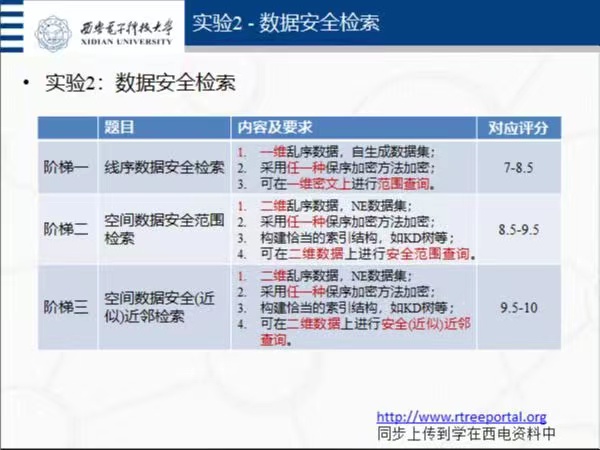 西安电子科技大学
XIDIAN UNIVERSITY
实验2 - 数据安全检索
• 实验2：数据安全检索
题目
内容及要求
对应评分
阶梯一
线序数据安全检索
1. 一维乱序数据，自生成数据集；
2. 采用任一种保序加密方法加密；
3. 可在一维密文上进行范围查询。
7-8.5
阶梯二
空间数据安全范围
检索
1. 二维乱序数据，NE数据集；
2. 采用任一种保序加密方法加密；
3. 构建恰当的索引结构，如KD树等；
4. 可在二维数据上进行安全范围查询。
8.5-9.5
阶梯三
空间数据安全(近
似)近邻检索
1. 二维乱序数据，NE数据集；
2. 采用任一种保序加密方法加密；
3. 构建恰当的索引结构，如KD树等；
4. 可在二维数据上进行安全(近似)近邻
查询。
9.5-10
http://www.rtreeportal.org
同步上传到学在西电资料中